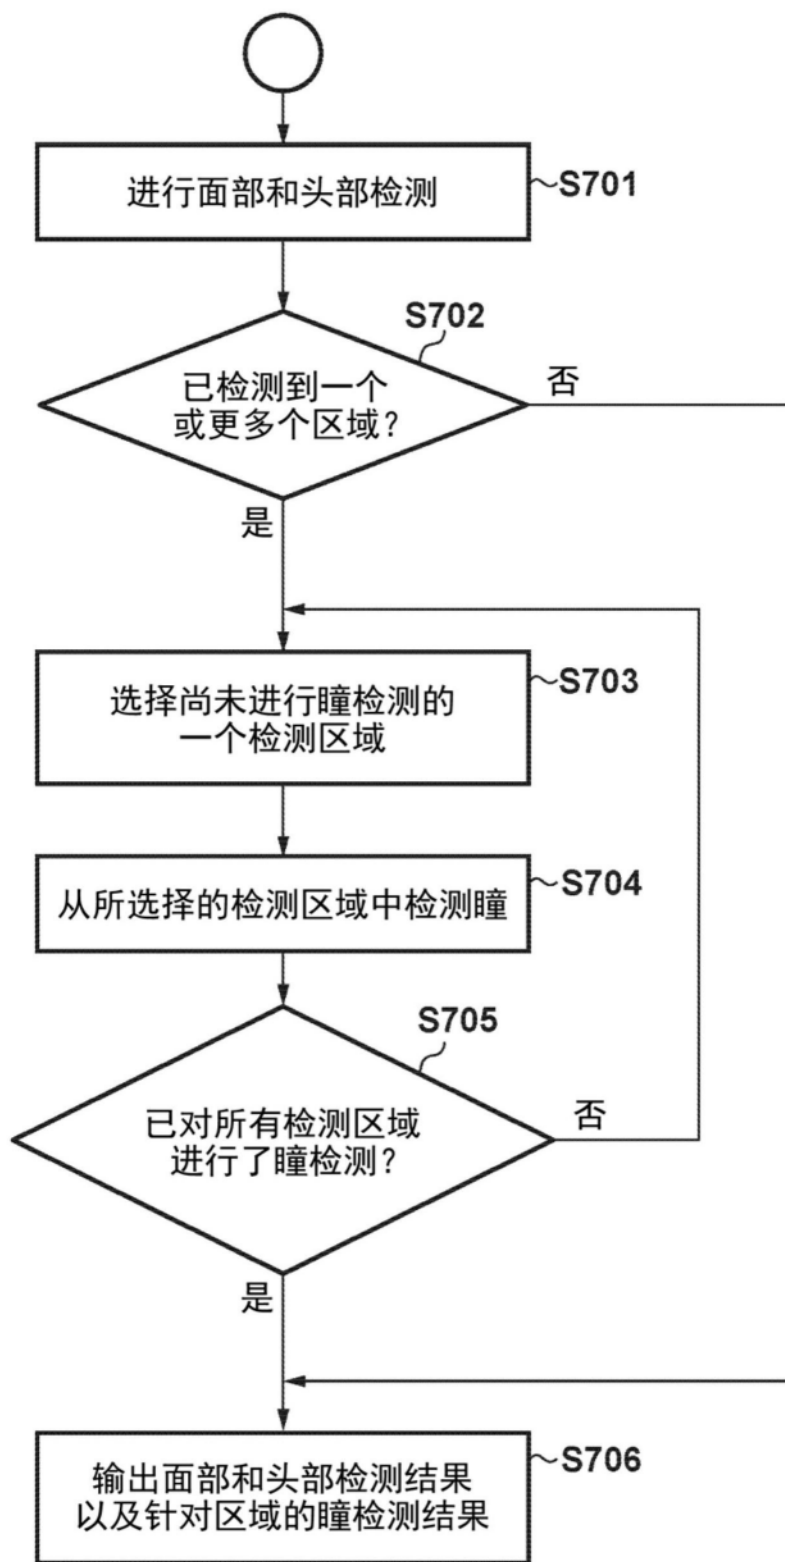 进行面部和头部检测
S701
S702
已检测到一个
或更多个区域?
否
是
选择尚未进行瞳检测的
一个检测区域
S703
从所选择的检测区域中检测瞳
S704
S705
已对所有检测区域
进行了瞳检测?
否
是
输出面部和头部检测结果
以及针对区域的瞳检测结果
S706